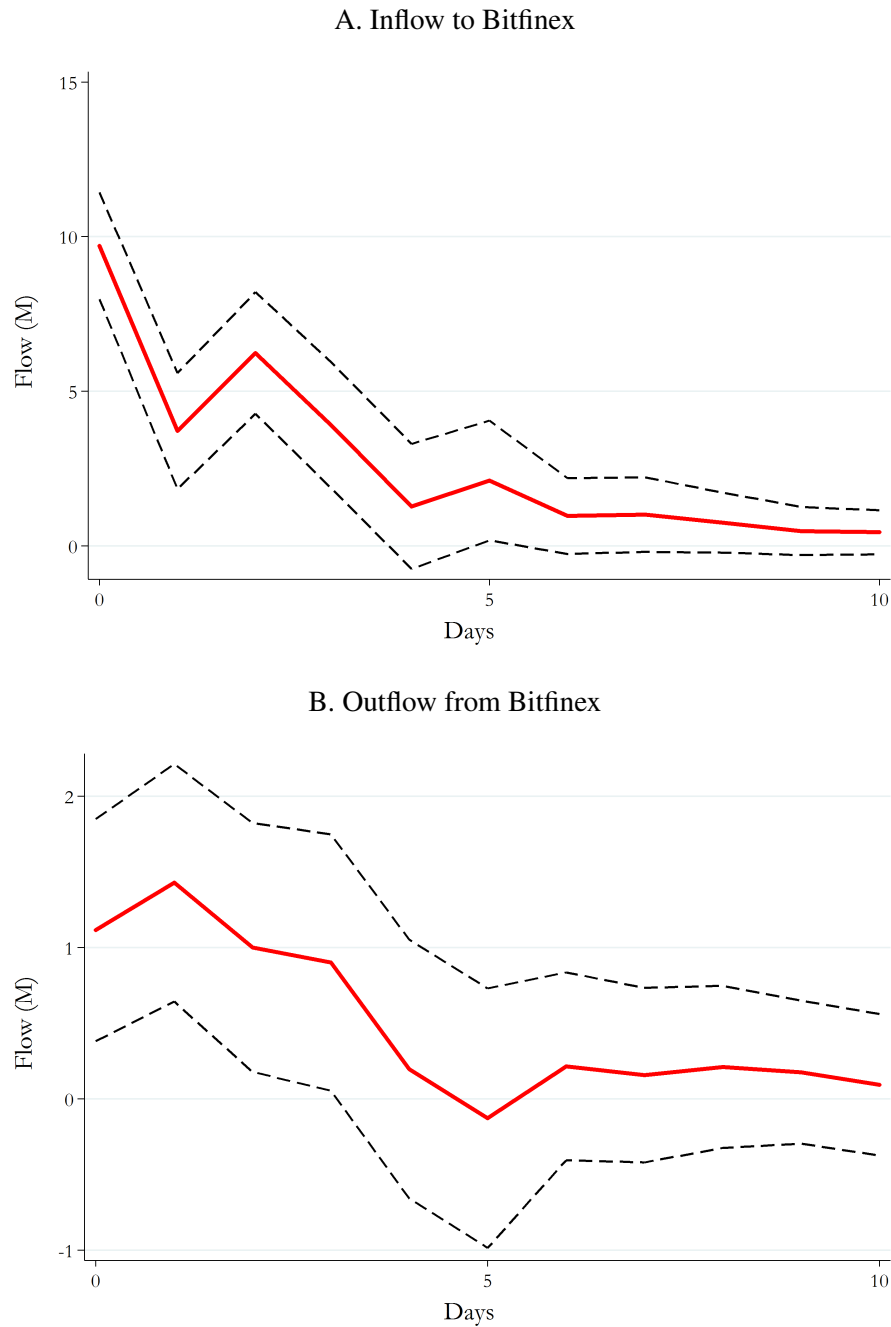 A. Inflow to Bitfinex
15
10
5
0
Flow (M)
0 5 10
Days
B. Outflow from Bitfinex
2
1
0
-1
Flow (M)
0 5 10
Days